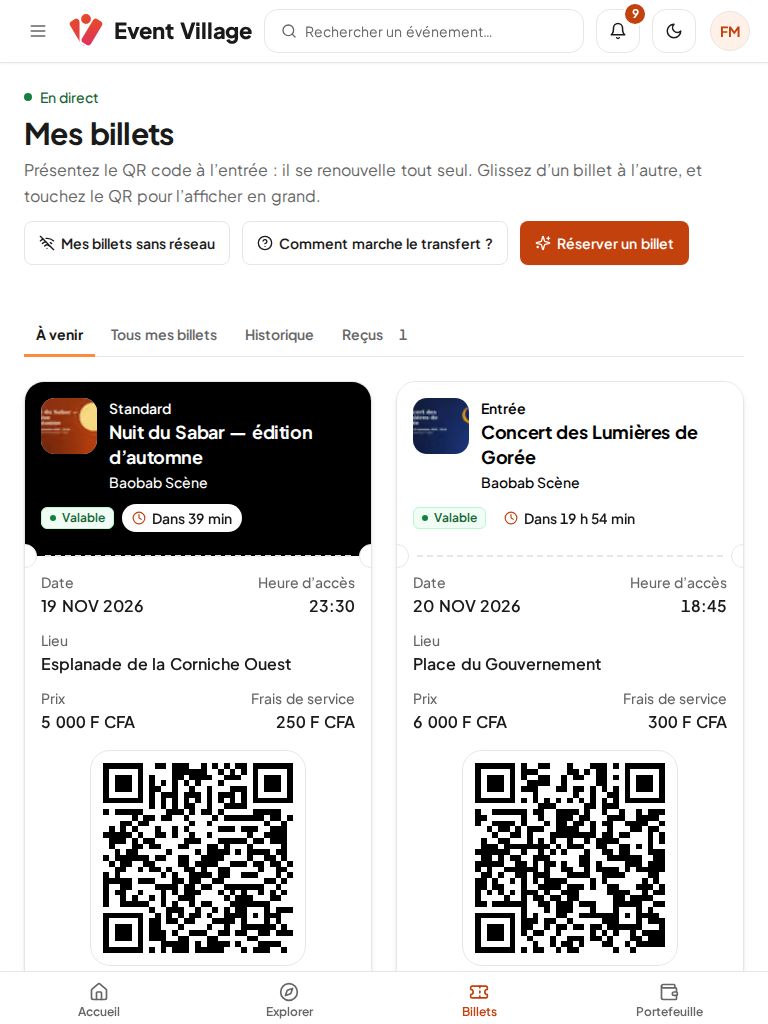 Event Village
Rechercher un événement…
9
FM
En direct
Mes billets
Présentez le QR code à l’entrée : il se renouvelle tout seul. Glissez d’un billet à l’autre, et
touchez le QR pour l’afficher en grand.
Mes billets sans réseau
Comment marche le transfert ?
Réserver un billet
À venir
Tous mes billets
Historique
Reçus 1
Standard
Nuit du Sabar — édition
d’automne
Baobab Scène
Valable
Dans 39 min
Date
Heure d’accès
19 NOV 2026
23:30
Lieu
Esplanade de la Corniche Ouest
Prix
Frais de service
5 000 F CFA
250 F CFA
Entrée
Concert des Lumières de
Gorée
Baobab Scène
Valable
Dans 19 h 54 min
Date
Heure d’accès
20 NOV 2026
18:45
Lieu
Place du Gouvernement
Prix
Frais de service
6 000 F CFA
300 F CFA
Accueil
Explorer
Billets
Portefeuille